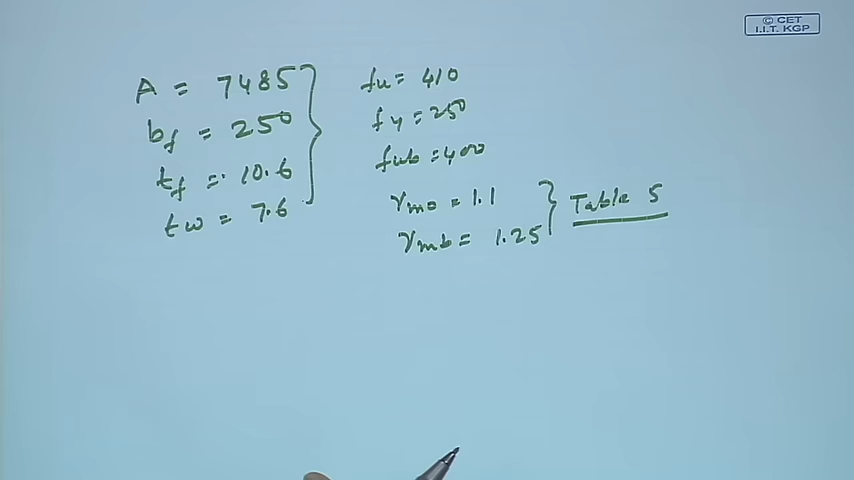 © CET
I.I.T. KGP
A = 7485
bf = 250
tf = 10.6
tw = 7.6
fu = 410
fy = 250
fub = 400
γmo = 1.1
γmb = 1.25
Table 5